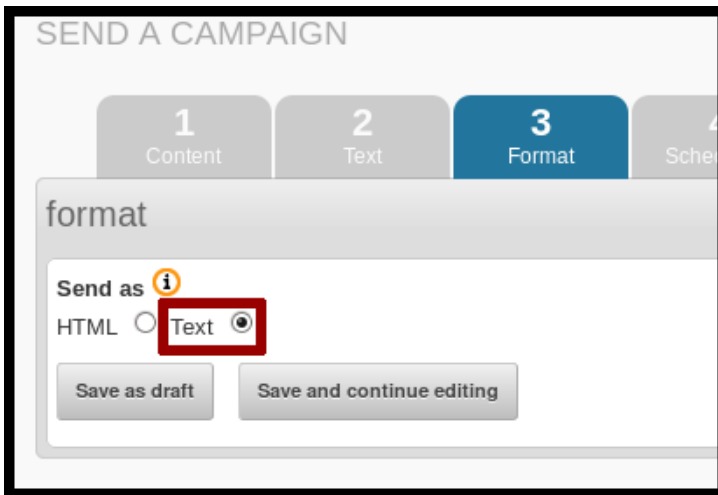 SEND A CAMPAIGN
1 2 3
Content Text Format
format
Send as i
HTML Text
Save as draft Save and continue editing